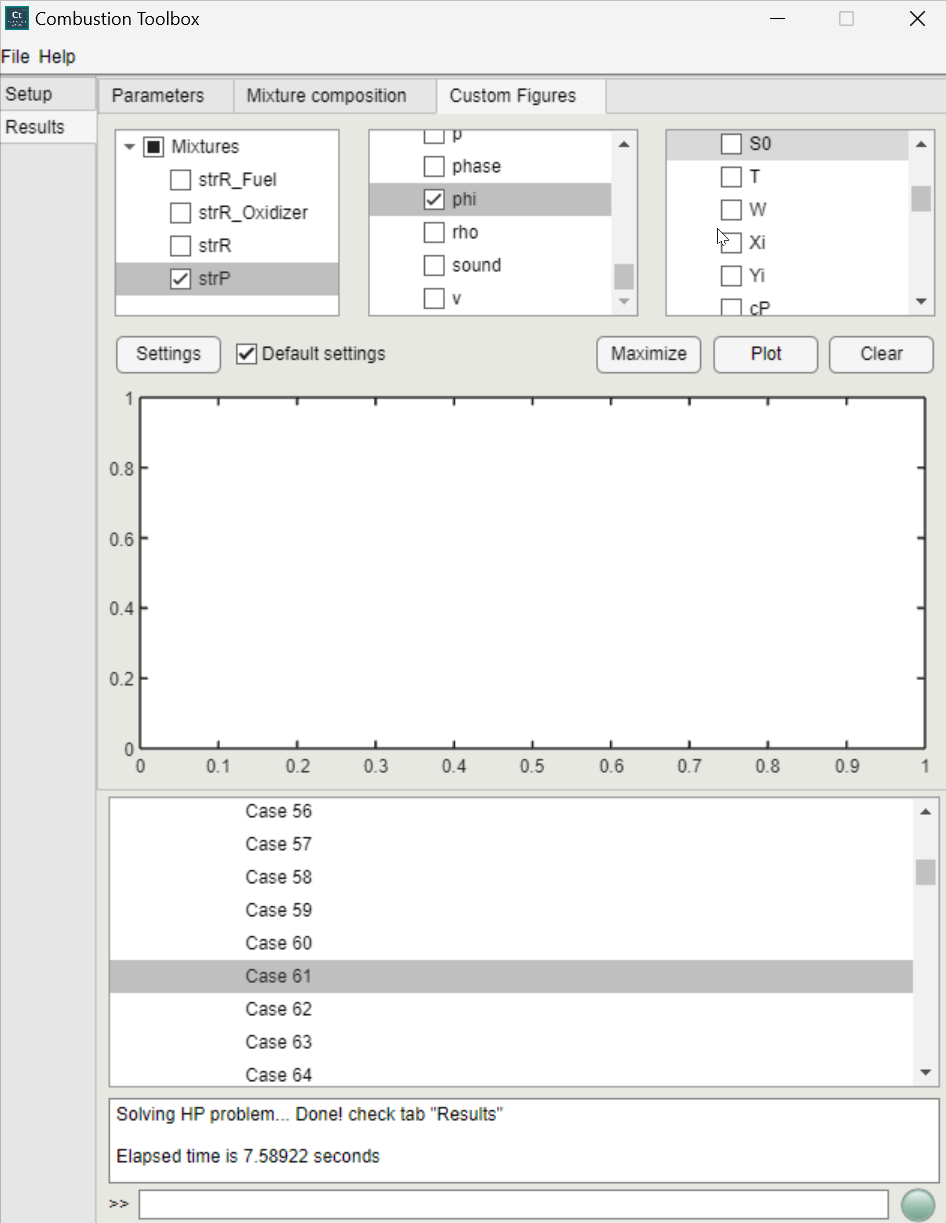 Ct
Combustion Toolbox
File Help
Setup
Results
Parameters
Mixture composition
Custom Figures
Mixtures
strR_Fuel
strR_Oxidizer
strR
strP
p
phase
phi
rho
sound
v
S0
T
W
Xi
Yi
cP
Settings
Default settings
Maximize
Plot
Clear
1
0.8
0.6
0.4
0.2
0
0 0.1 0.2 0.3 0.4 0.5 0.6 0.7 0.8 0.9 1
Case 56
Case 57
Case 58
Case 59
Case 60
Case 61
Case 62
Case 63
Case 64
Solving HP problem... Done! check tab "Results"
Elapsed time is 7.58922 seconds
>>